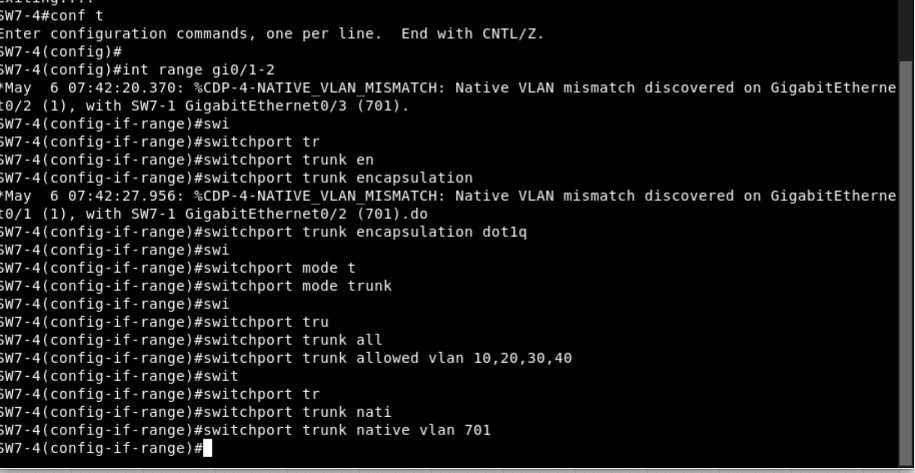 Exiting....
SW7-4#conf t
Enter configuration commands, one per line.  End with CNTL/Z.
SW7-4(config)#
SW7-4(config)#int range gi0/1-2
*May  6 07:42:20.370: %CDP-4-NATIVE_VLAN_MISMATCH: Native VLAN mismatch discovered on GigabitEtherne
t0/2 (1), with SW7-1 GigabitEthernet0/3 (701).
SW7-4(config-if-range)#swi
SW7-4(config-if-range)#switchport tr
SW7-4(config-if-range)#switchport trunk en
SW7-4(config-if-range)#switchport trunk encapsulation
*May  6 07:42:27.956: %CDP-4-NATIVE_VLAN_MISMATCH: Native VLAN mismatch discovered on GigabitEtherne
t0/1 (1), with SW7-1 GigabitEthernet0/2 (701).do
SW7-4(config-if-range)#switchport trunk encapsulation dot1q
SW7-4(config-if-range)#swi
SW7-4(config-if-range)#switchport mode t
SW7-4(config-if-range)#switchport mode trunk
SW7-4(config-if-range)#swi
SW7-4(config-if-range)#switchport tru
SW7-4(config-if-range)#switchport trunk all
SW7-4(config-if-range)#switchport trunk allowed vlan 10,20,30,40
SW7-4(config-if-range)#swit
SW7-4(config-if-range)#switchport tr
SW7-4(config-if-range)#switchport trunk nati
SW7-4(config-if-range)#switchport trunk native vlan 701
SW7-4(config-if-range)#